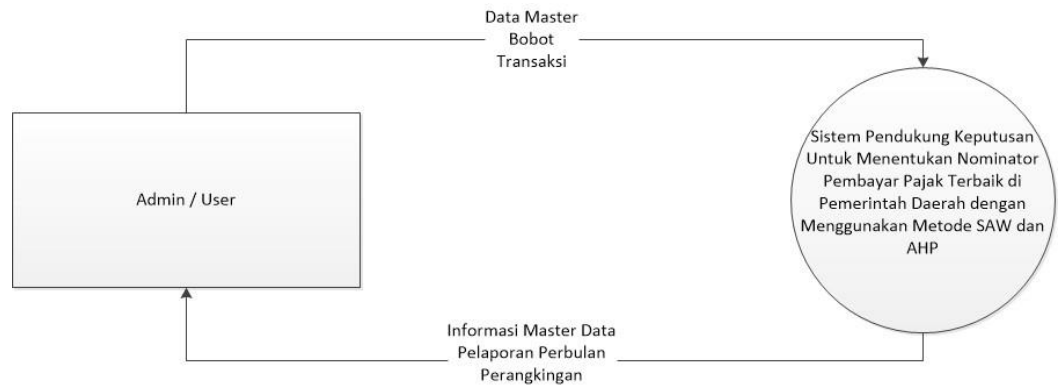 Data Master
Bobot
Transaksi
Admin / User
Sistem Pendukung Keputusan
Untuk Menentukan Nominator
Pembayar Pajak Terbaik di
Pemerintah Daerah dengan
Menggunakan Metode SAW dan
AHP
Informasi Master Data
Pelaporan Perbulan
Perangkingan